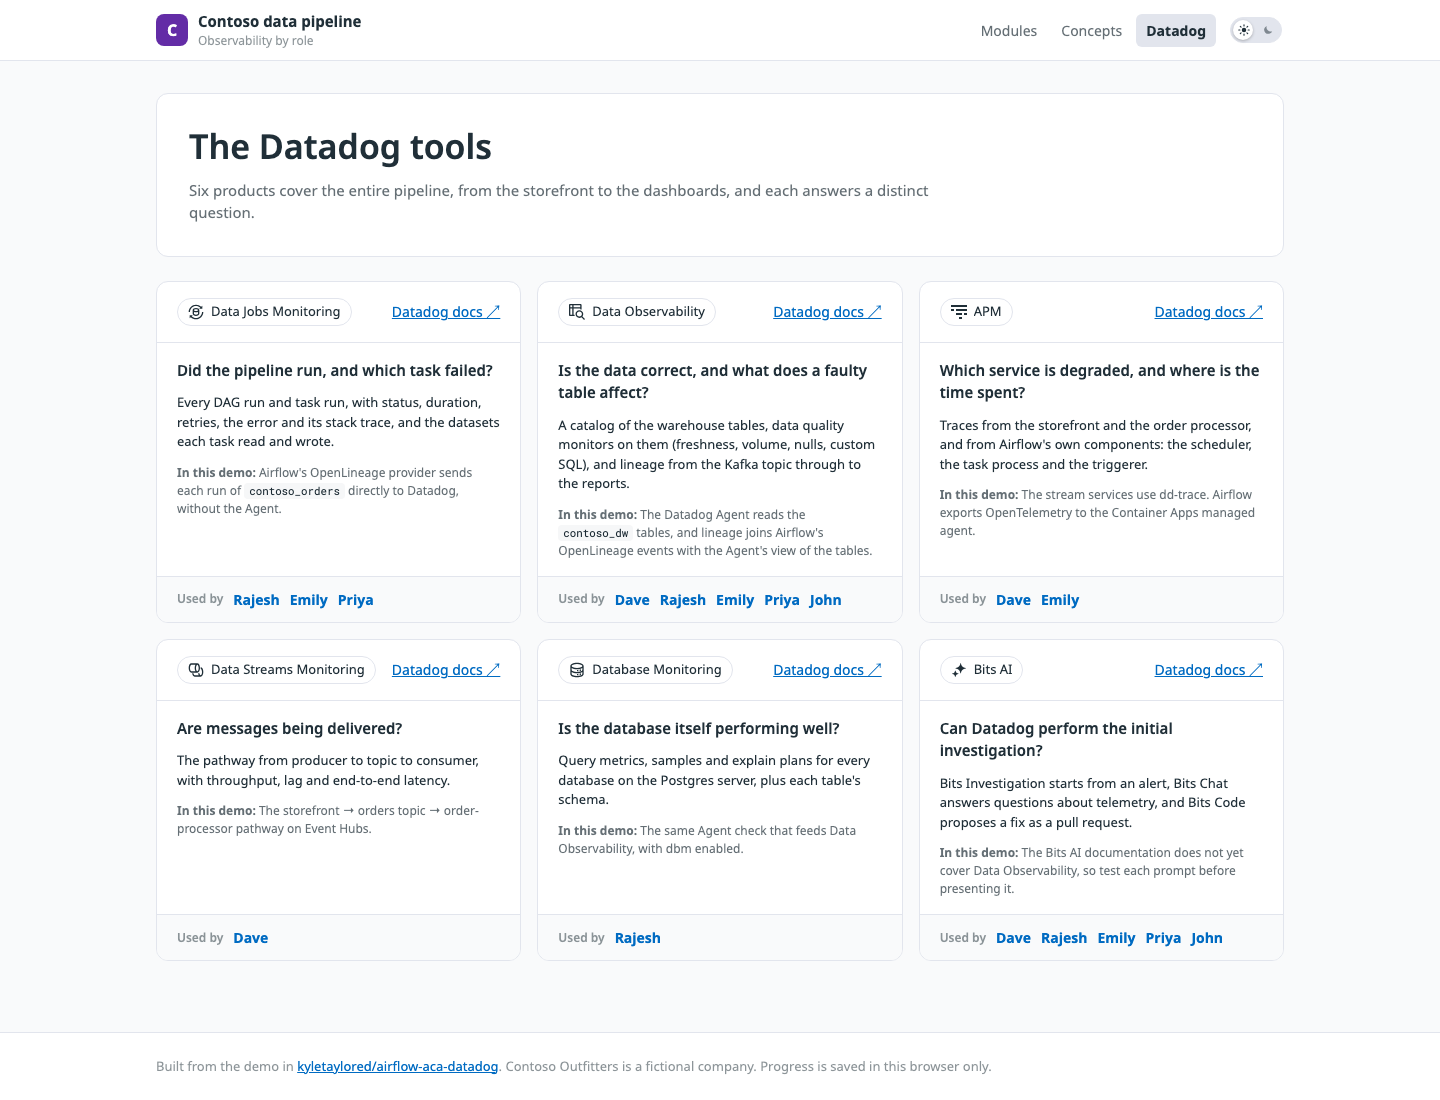 C
Contoso data pipeline
Observability by role
Modules
Concepts
Datadog
The Datadog tools
Six products cover the entire pipeline, from the storefront to the dashboards, and each answers a distinct
question.
Data Jobs Monitoring
Datadog docs ↗
Did the pipeline run, and which task failed?
Every DAG run and task run, with status, duration,
retries, the error and its stack trace, and the datasets
each task read and wrote.
In this demo: Airflow's OpenLineage provider sends
each run of contoso_orders directly to Datadog,
without the Agent.
Used by Rajesh Emily Priya
Data Observability
Datadog docs ↗
Is the data correct, and what does a faulty
table affect?
A catalog of the warehouse tables, data quality
monitors on them (freshness, volume, nulls, custom
SQL), and lineage from the Kafka topic through to
the reports.
In this demo: The Datadog Agent reads the
contoso_dw tables, and lineage joins Airflow's
OpenLineage events with the Agent's view of the tables.
Used by Dave Rajesh Emily Priya John
APM
Datadog docs ↗
Which service is degraded, and where is the
time spent?
Traces from the storefront and the order processor,
and from Airflow's own components: the scheduler,
the task process and the triggerer.
In this demo: The stream services use dd-trace. Airflow
exports OpenTelemetry to the Container Apps managed
agent.
Used by Dave Emily
Data Streams Monitoring
Datadog docs ↗
Are messages being delivered?
The pathway from producer to topic to consumer,
with throughput, lag and end-to-end latency.
In this demo: The storefront → orders topic → order-
processor pathway on Event Hubs.
Used by Dave
Database Monitoring
Datadog docs ↗
Is the database itself performing well?
Query metrics, samples and explain plans for every
database on the Postgres server, plus each table's
schema.
In this demo: The same Agent check that feeds Data
Observability, with dbm enabled.
Used by Rajesh
Bits AI
Datadog docs ↗
Can Datadog perform the initial
investigation?
Bits Investigation starts from an alert, Bits Chat
answers questions about telemetry, and Bits Code
proposes a fix as a pull request.
In this demo: The Bits AI documentation does not yet
cover Data Observability, so test each prompt before
presenting it.
Used by Dave Rajesh Emily Priya John
Built from the demo in kyletaylored/airflow-aca-datadog. Contoso Outfitters is a fictional company. Progress is saved in this browser only.